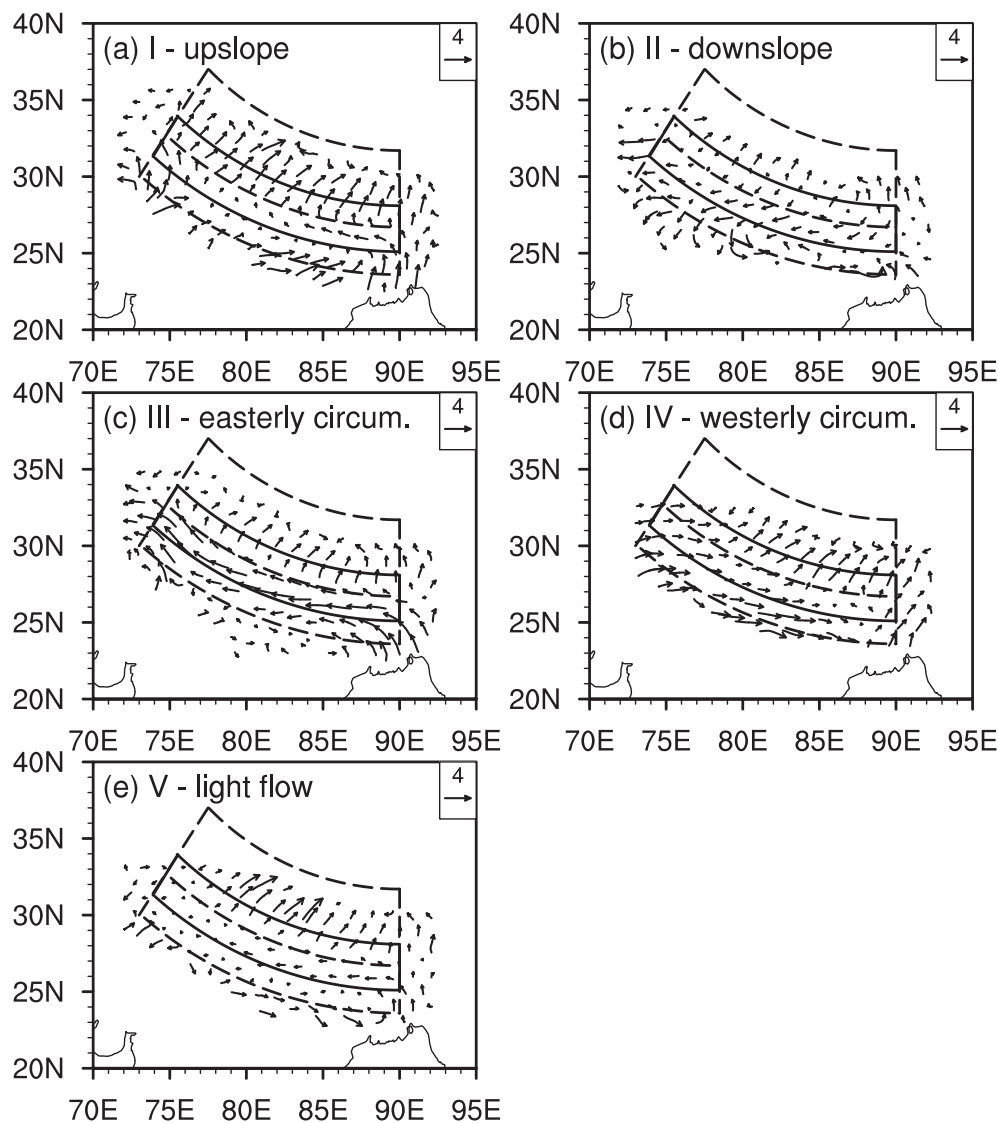 40N
(a) I - upslope
4
35N
30N
25N
20N
70E 75E 80E 85E 90E 95E
40N
(b) II - downslope
4
35N
30N
25N
20N
70E 75E 80E 85E 90E 95E
40N
(c) III - easterly circum.
4
35N
30N
25N
20N
70E 75E 80E 85E 90E 95E
40N
(d) IV - westerly circum.
4
35N
30N
25N
20N
70E 75E 80E 85E 90E 95E
40N
(e) V - light flow
4
35N
30N
25N
20N
70E 75E 80E 85E 90E 95E